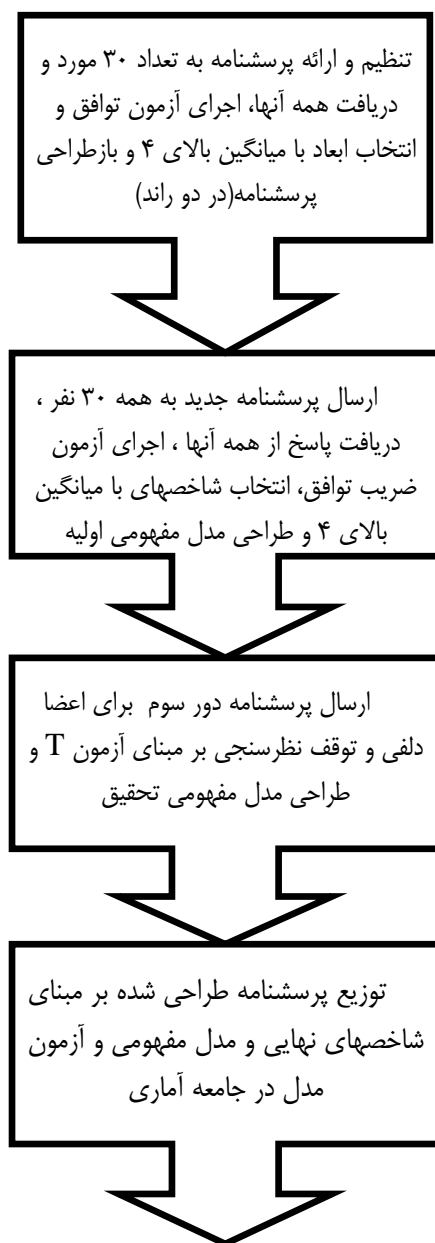 تنظیم و ارائه پرسشنامه به تعداد ۳۰ مورد و
دریافت همه آنها، اجرای آزمون توافق و
انتخاب ابعاد با میانگین بالای ۴ و بازطراحی
پرسشنامه(در دو راند)
ارسال پرسشنامه جدید به همه ۳۰ نفر ،
دریافت پاسخ از همه آنها ، اجرای آزمون
ضریب توافق، انتخاب شاخصهای با میانگین
بالای ۴ و طراحی مدل مفهومی اولیه
ارسال پرسشنامه دور سوم برای اعضا
دلفی و توقف نظرسنجی بر مبنای آزمون T و
طراحی مدل مفهومی تحقیق
توزیع پرسشنامه طراحی شده بر مبنای
شاخصهای نهایی و مدل مفهومی و آزمون
مدل در جامعه آماری